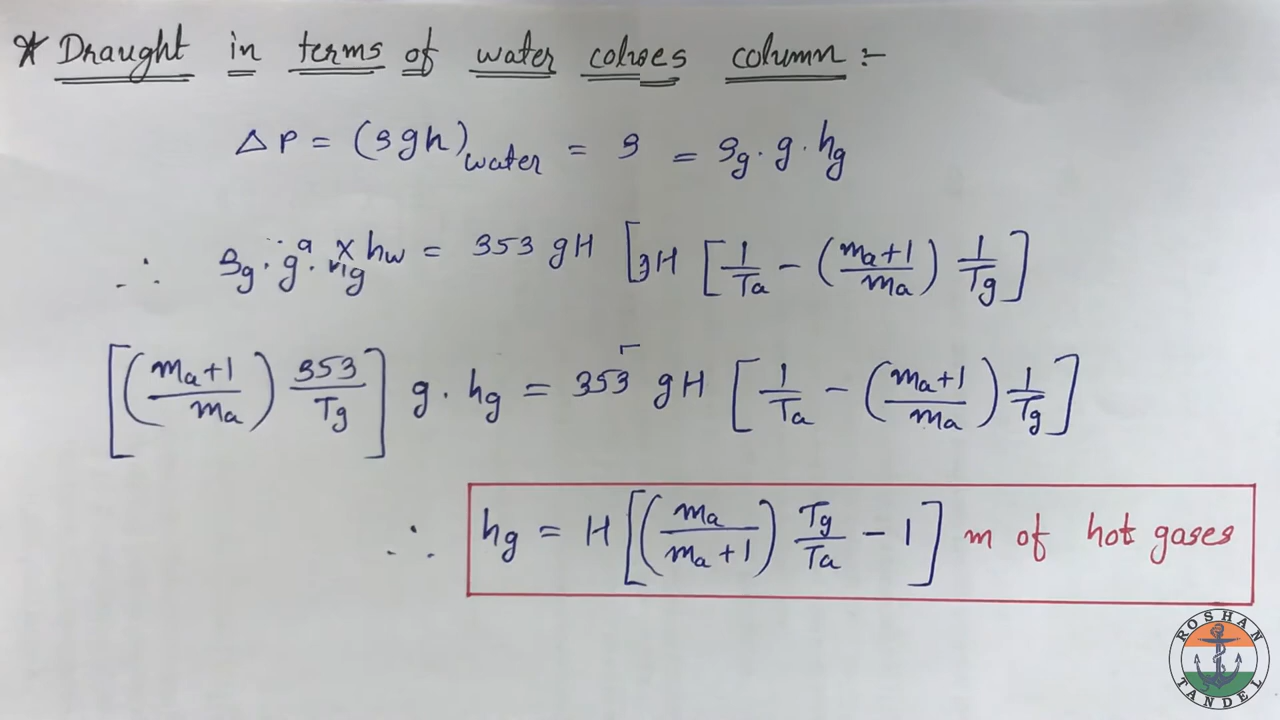 * Draught in terms of water column :-
ΔP = (ρgh)water = ρ = ρg · g · hg
∴ ρg · g · hw = 353 gH [ 1/Ta - ( ma+1/ma ) 1/Tg ]
[ ( ma+1/ma ) 353/Tg ] g · hg = 353 gH [ 1/Ta - ( ma+1/ma ) 1/Tg ]
∴ hg = H [ ( ma/ma+1 ) Tg/Ta - 1 ] m of hot gases
ROSHAN
TANDEL